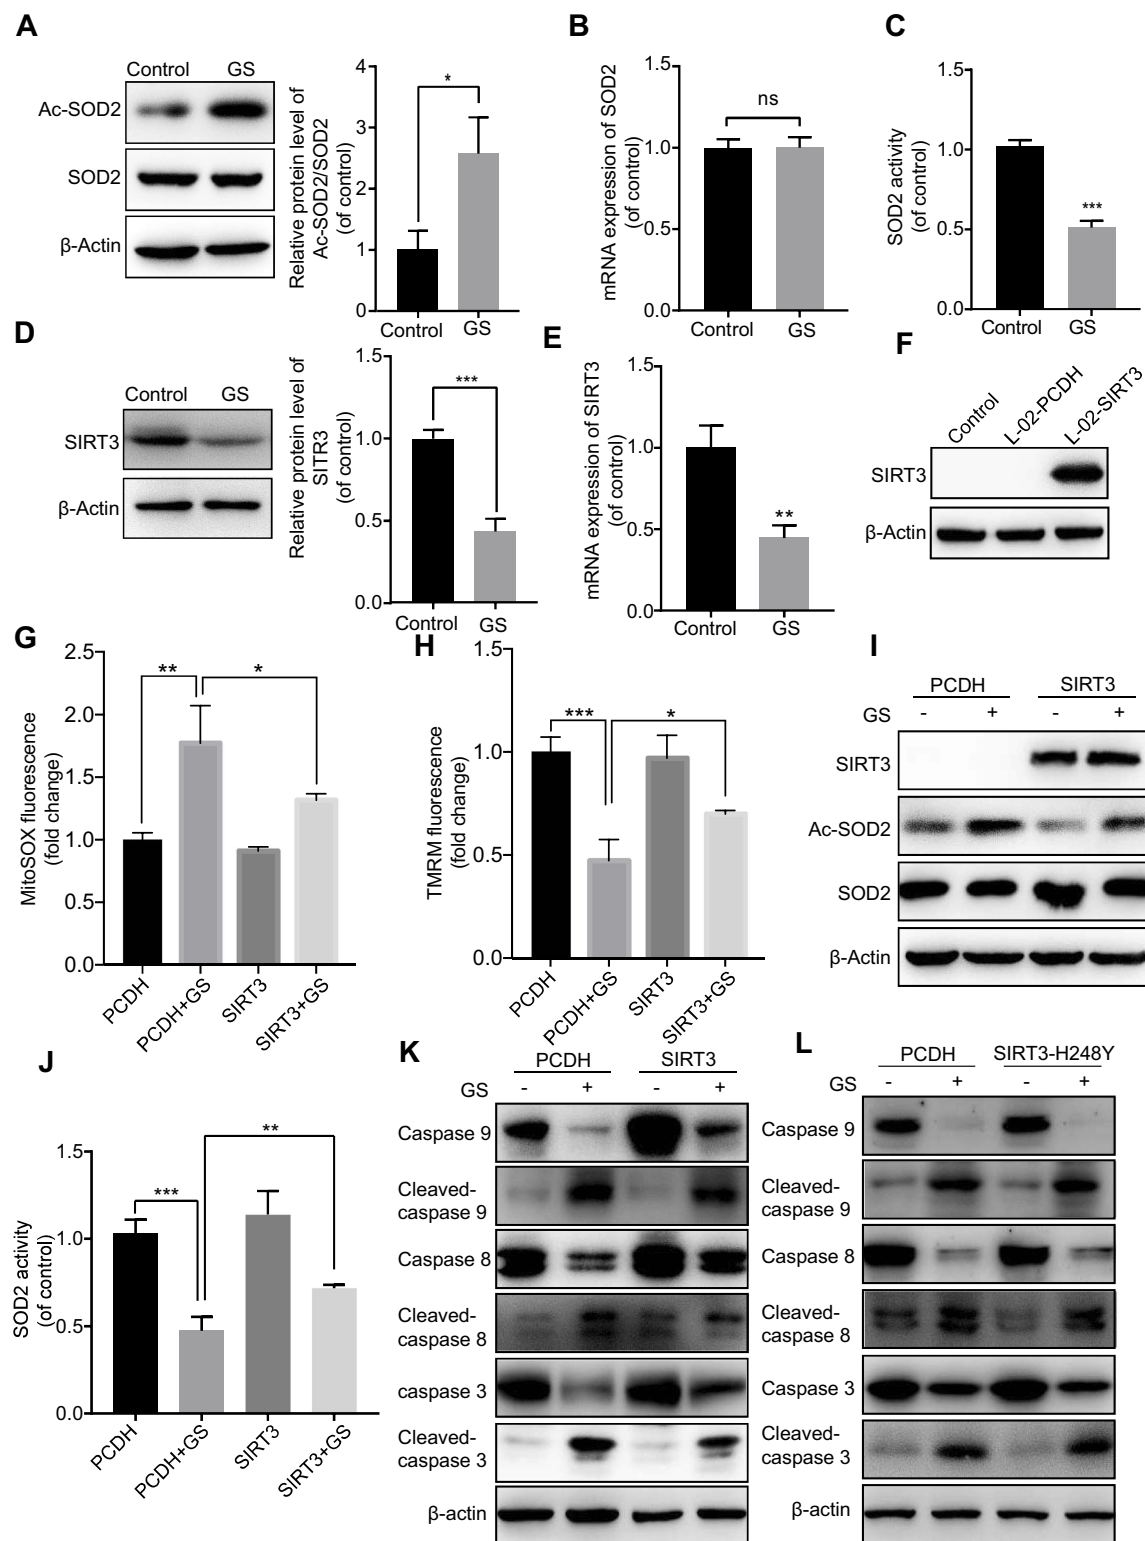 A
Control GS
Ac-SOD2
SOD2
β-Actin
Relative protein level of
Ac-SOD2/SOD2
(of control)
4
3
2
1
0
*
Control GS
B
mRNA expression of SOD2
(of control)
1.5
1.0
0.5
0.0
ns
Control GS
C
SOD2 activity
(of control)
1.5
1.0
0.5
0.0
***
Control GS
D
Control GS
SIRT3
β-Actin
Relative protein level of
SITR3
(of control)
1.5
1.0
0.5
0.0
***
Control GS
E
mRNA expression of SIRT3
(of control)
1.5
1.0
0.5
0.0
**
Control GS
F
Control L-02-PCDH L-02-SIRT3
SIRT3
β-Actin
G
MitoSOX fluorescence
(fold change)
2.5
2.0
1.5
1.0
0.5
0.0
** *
PCDH PCDH+GS SIRT3 SIRT3+GS
H
TMRM fluorescence
(fold change)
1.5
1.0
0.5
0.0
*** *
PCDH PCDH+GS SIRT3 SIRT3+GS
I
PCDH SIRT3
GS - + - +
SIRT3
Ac-SOD2
SOD2
β-Actin
J
SOD2 activity
(of control)
1.5
1.0
0.5
0.0
*** **
PCDH PCDH+GS SIRT3 SIRT3+GS
K
PCDH SIRT3
GS - + - +
Caspase 9
Cleaved-
caspase 9
Caspase 8
Cleaved-
caspase 8
caspase 3
Cleaved-
caspase 3
β-actin
L
PCDH SIRT3-H248Y
GS - + - +
Caspase 9
Cleaved-
caspase 9
Caspase 8
Cleaved-
caspase 8
Caspase 3
Cleaved-
caspase 3
β-actin